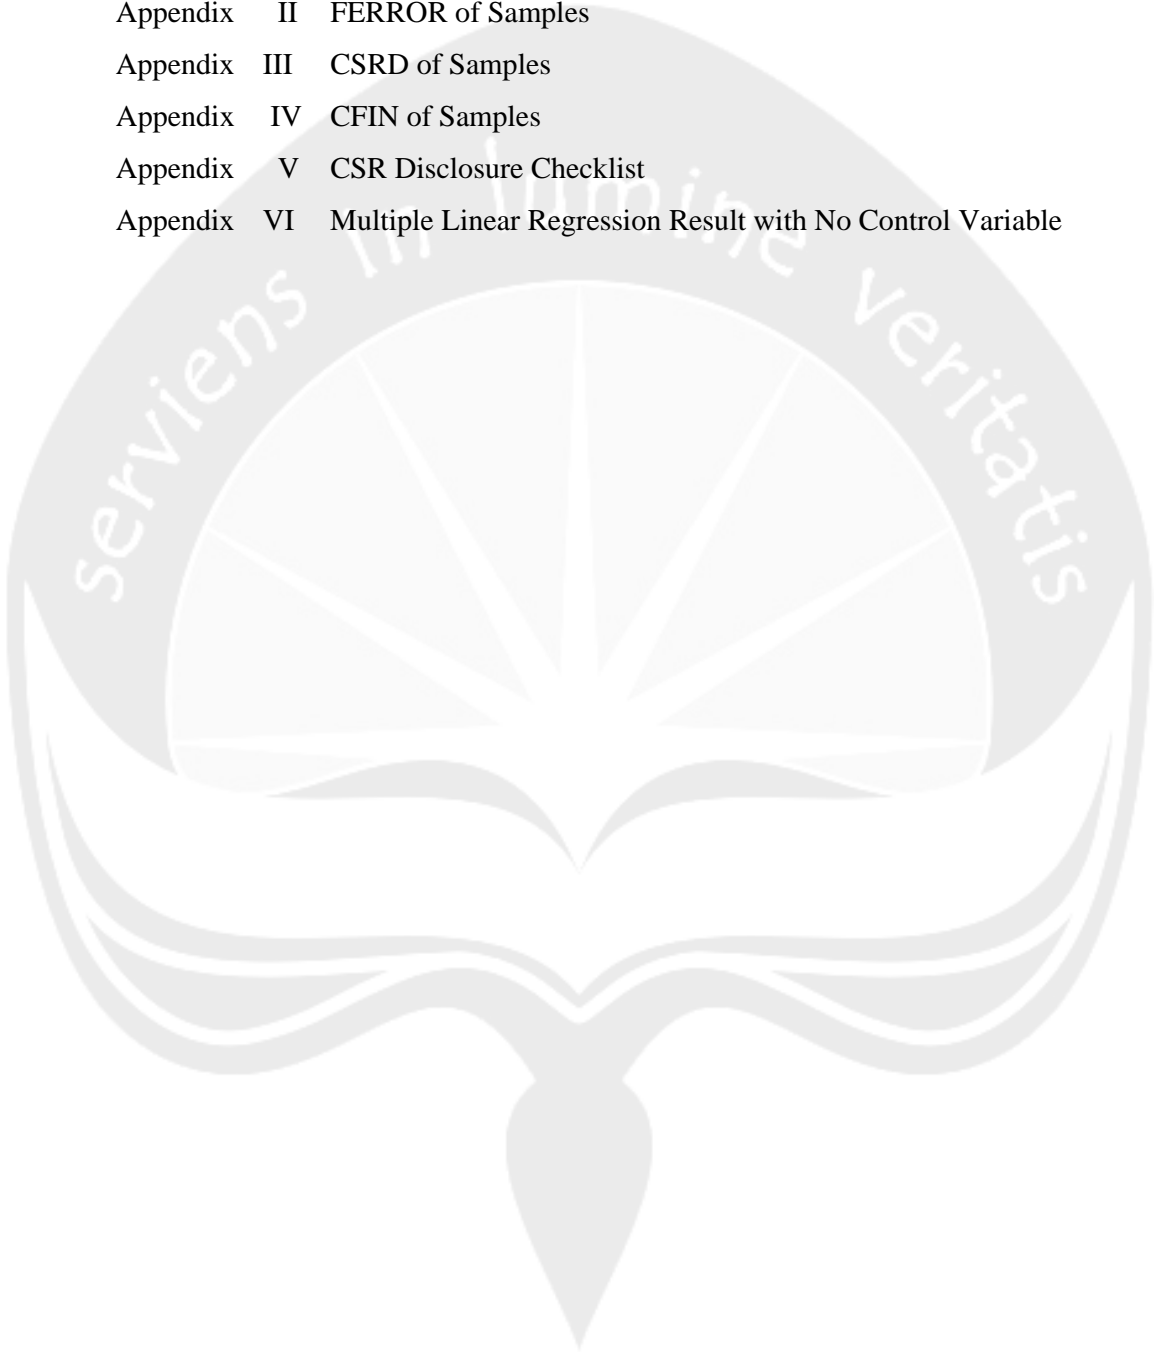 Appendix II FERROR of Samples
Appendix III CSRD of Samples
Appendix IV CFIN of Samples
Appendix V CSR Disclosure Checklist
Appendix VI Multiple Linear Regression Result with No Control Variable
serviens in lumine veritatis